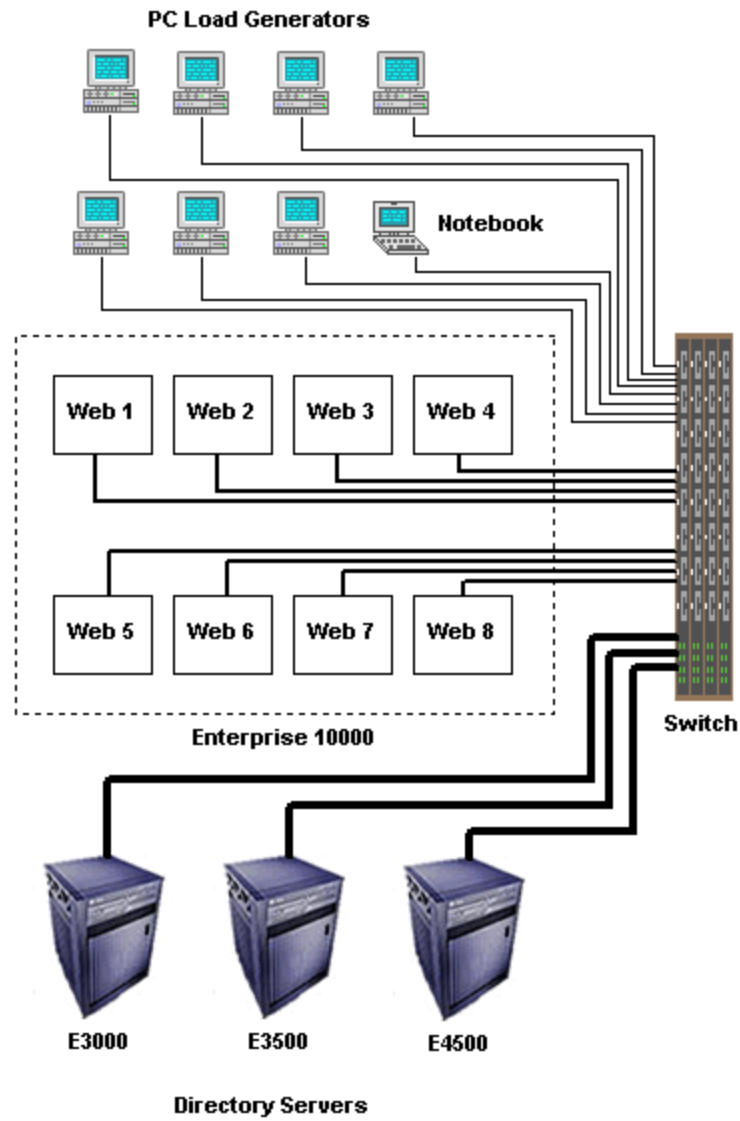 PC Load Generators
Notebook
Web 1
Web 2
Web 3
Web 4
Web 5
Web 6
Web 7
Web 8
Switch
Enterprise 10000
E3000
E3500
E4500
Directory Servers